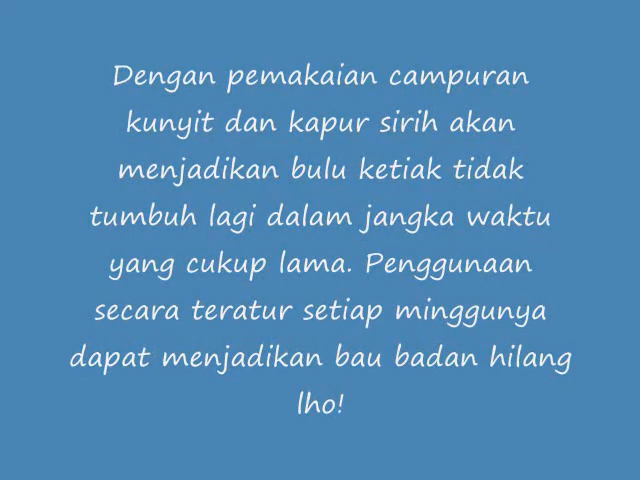 Dengan pemakaian campuran
kunyit dan kapur sirih akan
menjadikan bulu ketiak tidak
tumbuh lagi dalam jangka waktu
yang cukup lama. Penggunaan
secara teratur setiap minggunya
dapat menjadikan bau badan hilang
lho!